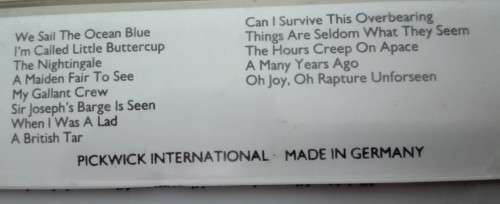 We Sail The Ocean Blue
I'm Called Little Buttercup
The Nightingale
A Maiden Fair To See
My Gallant Crew
Sir Joseph's Barge Is Seen
When I Was A Lad
A British Tar
Can I Survive This Overbearing
Things Are Seldom What They Seem
The Hours Creep On Apace
A Many Years Ago
Oh Joy, Oh Rapture Unforseen
PICKWICK INTERNATIONAL · MADE IN GERMANY